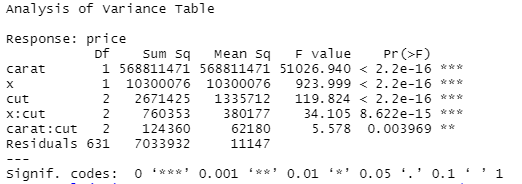 Analysis of Variance Table
Response: price
Df Sum Sq Mean Sq F value Pr(>F)
carat 1 568811471 568811471 51026.940 < 2.2e-16 ***
x 1 10300076 10300076 923.999 < 2.2e-16 ***
cut 2 2671425 1335712 119.824 < 2.2e-16 ***
x:cut 2 760353 380177 34.105 8.622e-15 ***
carat:cut 2 124360 62180 5.578 0.003969 **
Residuals 631 7033932 11147
---
Signif. codes: 0 ‘***’ 0.001 ‘**’ 0.01 ‘*’ 0.05 ‘.’ 0.1 ‘ ’ 1